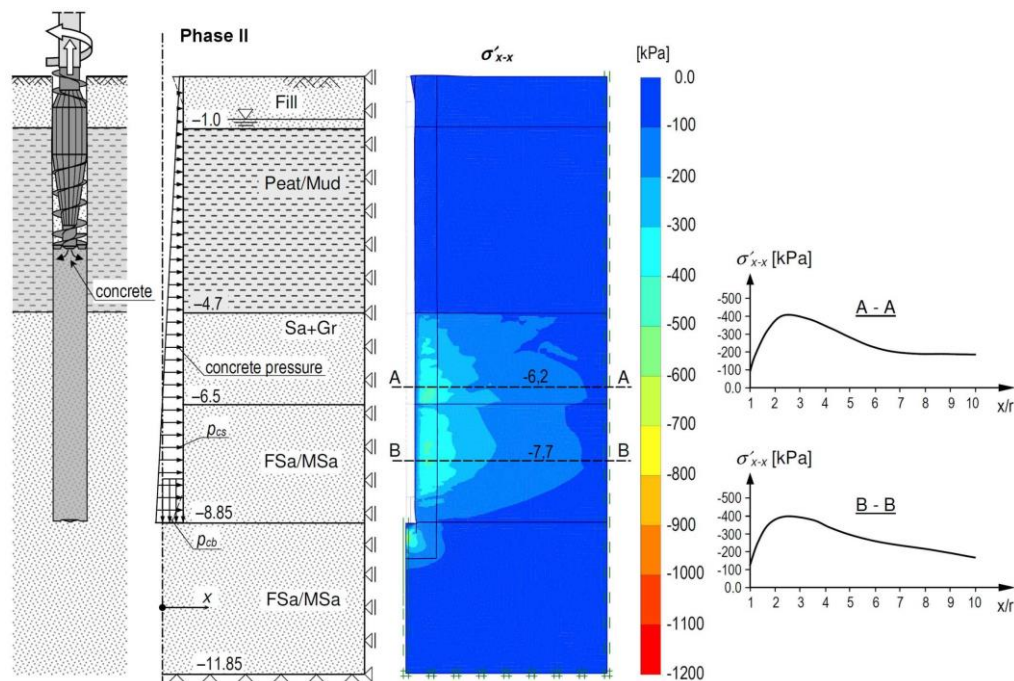 Phase II
Fill
–1.0
Peat/Mud
concrete
–4.7
Sa+Gr
concrete pressure
–6.5
pcs
FSa/MSa
–8.85
pcb
FSa/MSa
x
–11.85
σ'x-x
A
-6,2
A
B
-7,7
B
[kPa]
0.0
-100
-200
-300
-400
-500
-600
-700
-800
-900
-1000
-1100
-1200
σ'x-x [kPa]
A - A
-500
-400
-300
-200
-100
0.0
1 2 3 4 5 6 7 8 9 10 x/r
σ'x-x [kPa]
B - B
-500
-400
-300
-200
-100
0.0
1 2 3 4 5 6 7 8 9 10 x/r